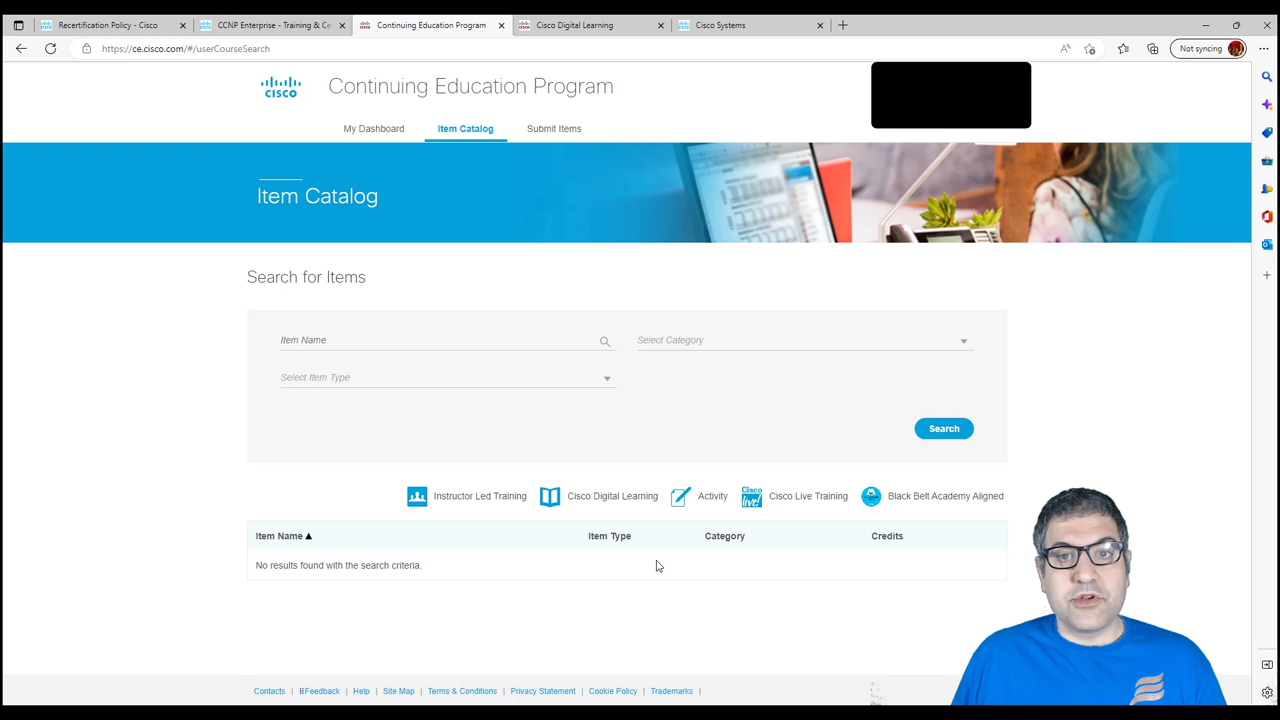 Recertification Policy - Cisco
CCNP Enterprise - Training & Ce
Continuing Education Program
Cisco Digital Learning
Cisco Systems
https://ce.cisco.com/#/userCourseSearch
Not syncing
CISCO
Continuing Education Program
My Dashboard
Item Catalog
Submit Items
Item Catalog
Search for Items
Item Name
Select Category
Select Item Type
Search
Instructor Led Training
Cisco Digital Learning
Activity
Cisco live!
Cisco Live Training
Black Belt Academy Aligned
Item Name ▲
Item Type
Category
Credits
No results found with the search criteria.
Contacts | Feedback | Help | Site Map | Terms & Conditions | Privacy Statement | Cookie Policy | Trademarks |